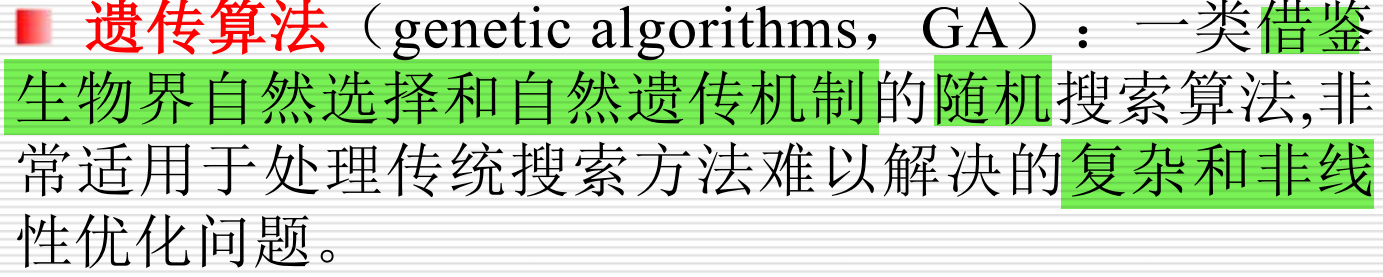 遗传算法（genetic algorithms，GA）：一类借鉴
生物界自然选择和自然遗传机制的随机搜索算法,非
常适用于处理传统搜索方法难以解决的复杂和非线
性优化问题。